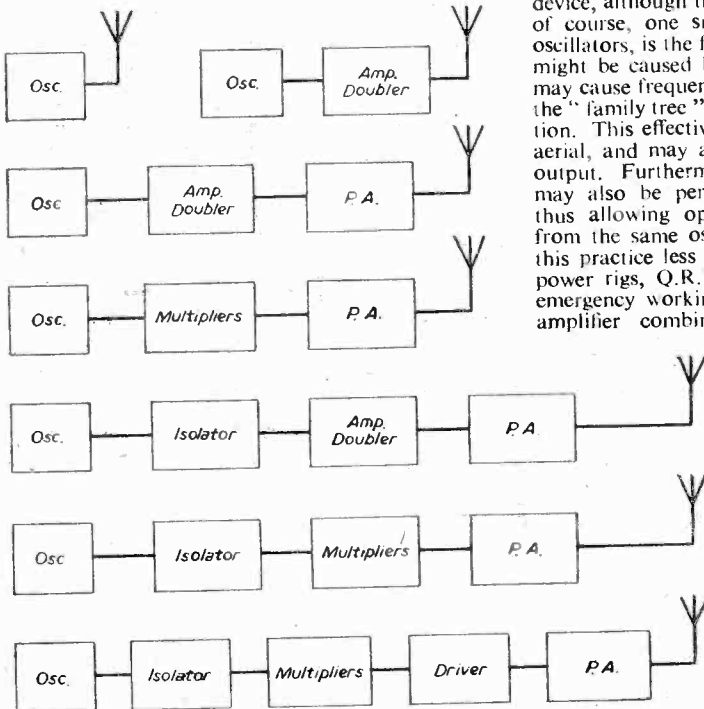 Osc.
Osc.
Amp.
Doubler
device, although t
of course, one s
oscillators, is the f
might be caused
may cause frequen
the “ family tree ”
tion. This effectiv
aerial, and may a
output. Further
may also be per
thus allowing op
from the same os
this practice less
power rigs, Q.R.
emergency workin
amplifier combin
Osc
Amp.
Doubler
P.A.
Osc.
Multipliers
P.A.
Osc.
Isolator
Amp.
Doubler
P.A.
Osc
Isolator
Multipliers
P.A.
Osc.
Isolator
Multipliers
Driver
P.A.